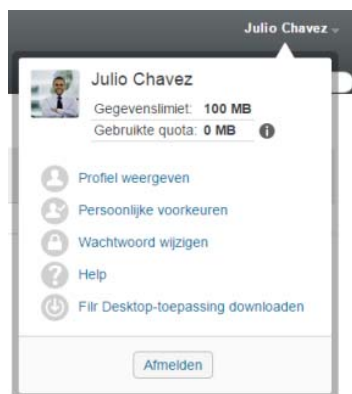 Julio Chavez
Julio Chavez
Gegevenslimiet: 100 MB
Gebruikte quota: 0 MB
Profiel weergeven
Persoonlijke voorkeuren
Wachtwoord wijzigen
Help
Filr Desktop-toepassing downloaden
Afmelden